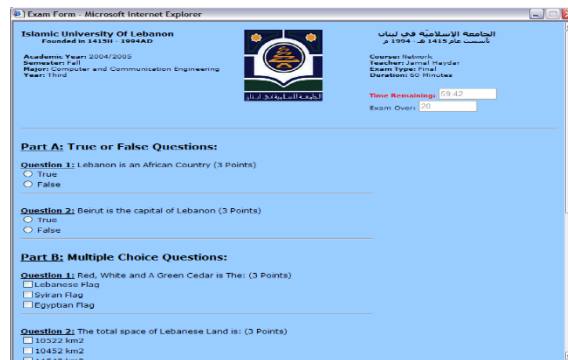 Exam Form - Microsoft Internet Explorer
Islamic University Of Lebanon
Founded in 1415H - 1994AD
الجامعة الإسلامية في لبنان
تأسست عام 1415 هـ - 1994 م
Academic Year: 2004/2005
Semester: Fall
Major: Computer and Communication Engineering
Year: Third
Course: Network
Teacher: Jamal Haydar
Exam Type: Final
Duration: 60 Minutes
Time Remaining: 59:42
Exam Over: 20
Part A: True or False Questions:
Question 1: Lebanon is an African Country (3 Points)
True
False
Question 2: Beirut is the capital of Lebanon (3 Points)
True
False
Part B: Multiple Choice Questions:
Question 1: Red, White and A Green Cedar is The: (3 Points)
Lebanese Flag
Syiran Flag
Egyptian Flag
Question 2: The total space of Lebanese Land is: (3 Points)
10522 km2
10452 km2